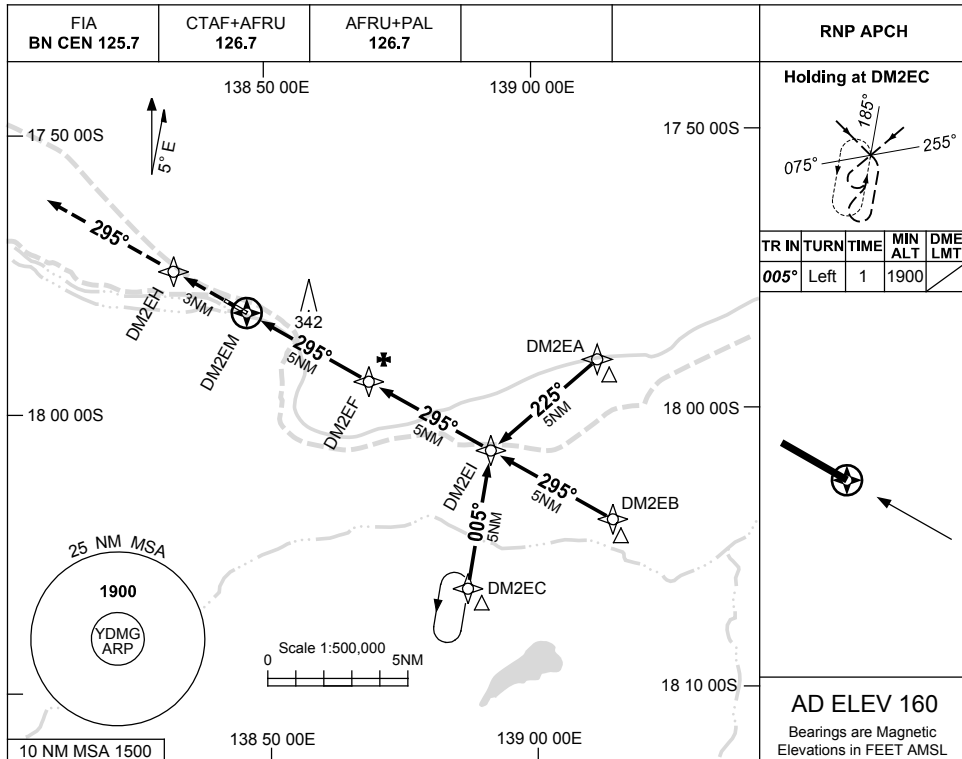 FIA
BN CEN 125.7
CTAF+AFRU
126.7
AFRU+PAL
126.7
RNP APCH
138 50 00E
139 00 00E
17 50 00S
17 50 00S
5° E
Holding at DM2EC
185°
075°
255°
TR IN TURN TIME MIN ALT DME LMT
005° Left 1 1900
295°
DM2EH
3NM
DM2EM
342
295°
5NM
DM2EF
DM2EA
225°
5NM
18 00 00S
18 00 00S
295°
5NM
DM2EI
295°
5NM
DM2EB
005°
5NM
DM2EC
25 NM MSA
1900
YDMG
ARP
Scale 1:500,000
0 5NM
18 10 00S
138 50 00E
139 00 00E
10 NM MSA 1500
AD ELEV 160
Bearings are Magnetic
Elevations in FEET AMSL